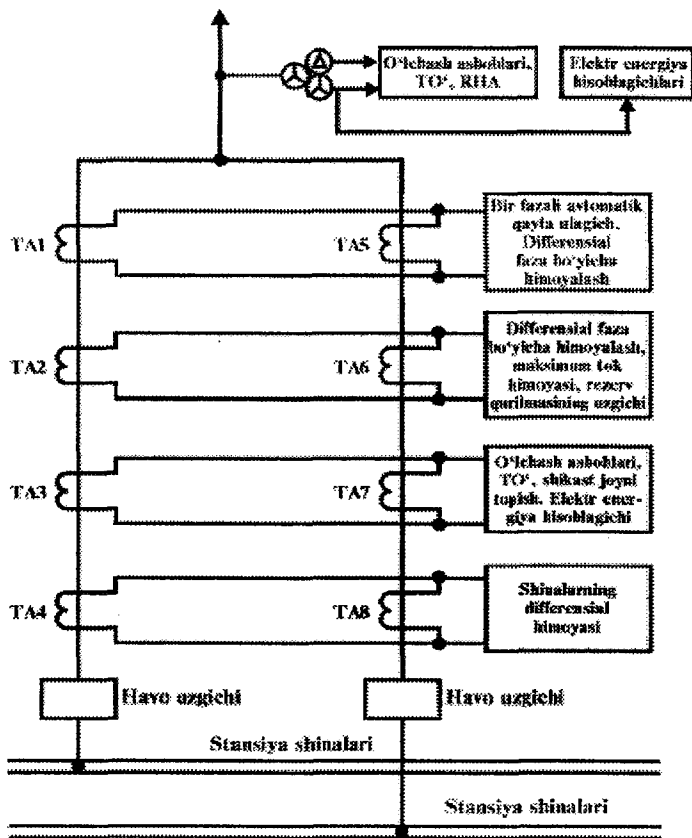 O‘lchash asboblari,
TO‘, RHA
Elektr energiya
hisoblagichlari
TA1
TA5
Bir fazali avtomatik
qayta ulagich.
Differensial
faza bo‘yicha
himoyalash
TA2
TA6
Differensial faza
bo‘yicha himoyalash,
maksimum tok
himoyasi, rezerv
qurilmasining uzgichi
TA3
TA7
O‘lchash asboblari,
TO‘, shikast joyni
topish. Elektr ener-
giya hisoblagichi
TA4
TA8
Shinalarning
differensial
himoyasi
Havo uzgichi
Havo uzgichi
Stansiya shinalari
Stansiya shinalari